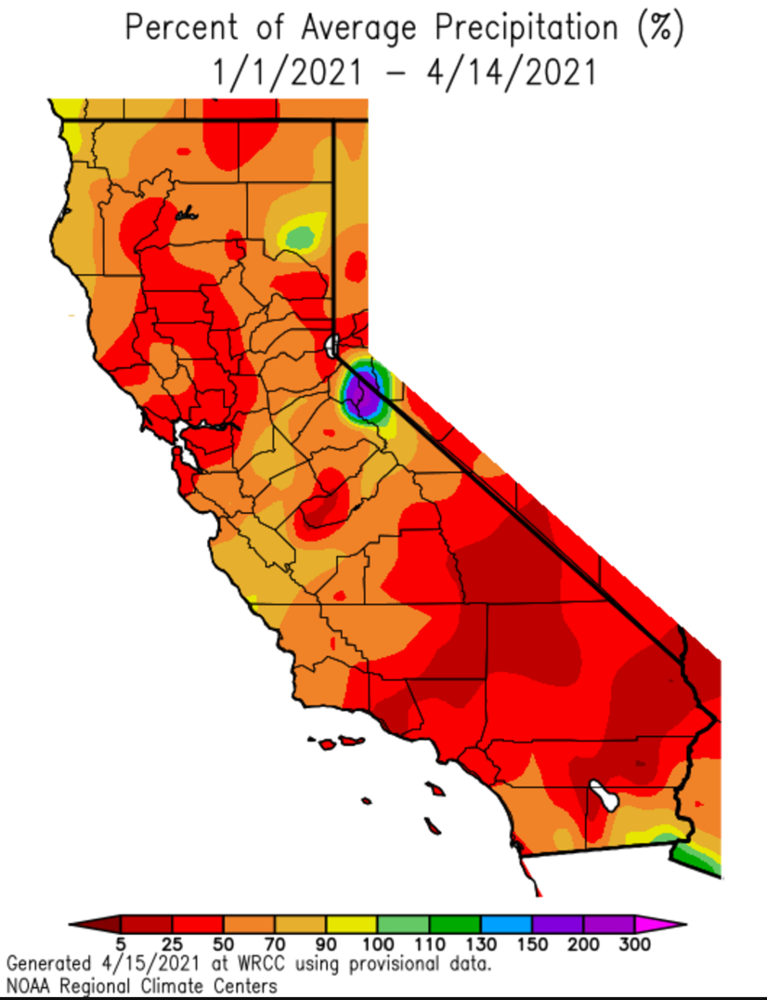 Percent of Average Precipitation (%)
1/1/2021 – 4/14/2021
5 25 50 70 90 100 110 130 150 200 300
Generated 4/15/2021 at WRCC using provisional data.
NOAA Regional Climate Centers